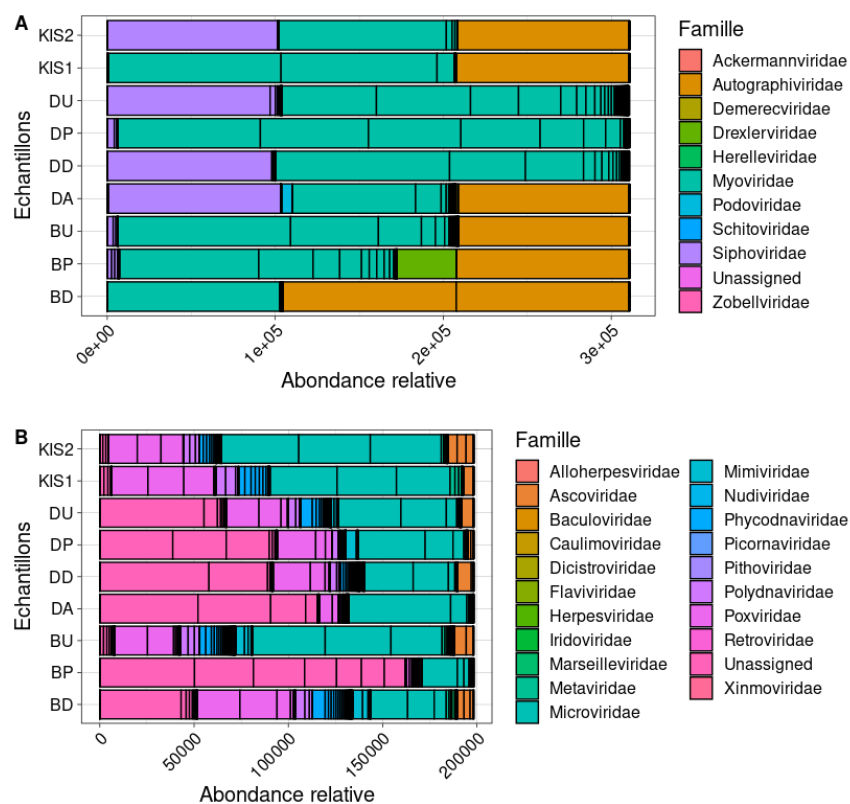 A
Echantillons
KIS2
KIS1
DU
DP
DD
DA
BU
BP
BD
0e+00
1e+05
2e+05
3e+05
Abondance relative
Famille
Ackermannviridae
Autographiviridae
Demerecviridae
Drexlerviridae
Herelleviridae
Myoviridae
Podoviridae
Schitoviridae
Siphoviridae
Unassigned
Zobellviridae
B
Echantillons
KIS2
KIS1
DU
DP
DD
DA
BU
BP
BD
0
50000
100000
150000
200000
Abondance relative
Famille
Alloherpesviridae
Ascoviridae
Baculoviridae
Caulimoviridae
Dicistroviridae
Flaviviridae
Herpesviridae
Iridoviridae
Marseilleviridae
Metaviridae
Microviridae
Mimiviridae
Nudiviridae
Phycodnaviridae
Picornaviridae
Pithoviridae
Polydnaviridae
Poxviridae
Retroviridae
Unassigned
Xinmoviridae